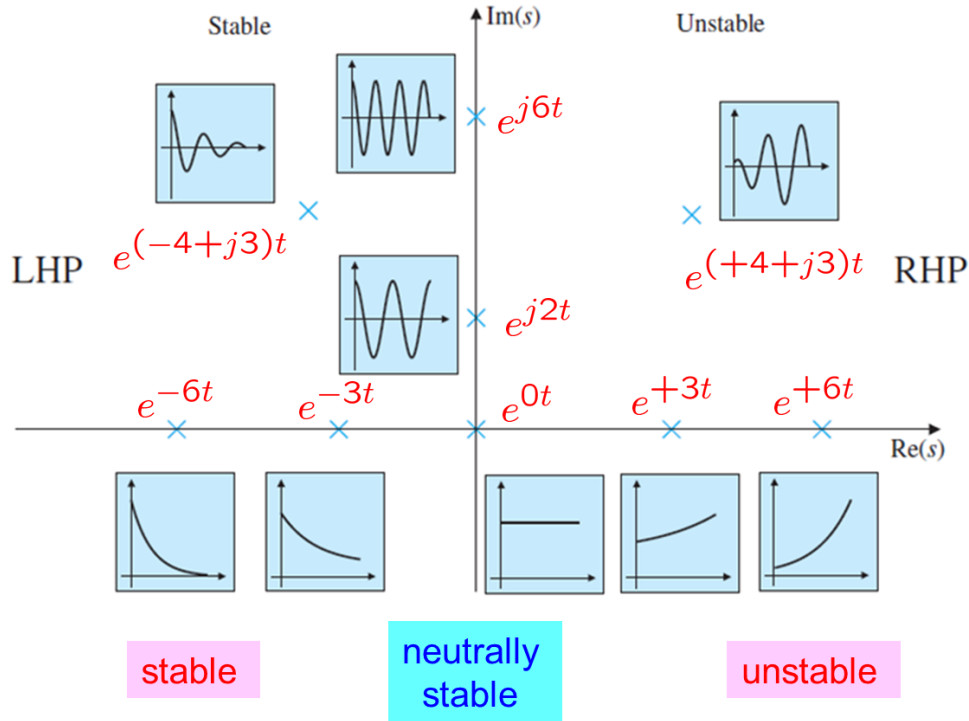 Stable
Im(s)
Unstable
e^{j6t}
e^{(-4+j3)t}
e^{(+4+j3)t}
LHP
RHP
e^{j2t}
e^{-6t}
e^{-3t}
e^{0t}
e^{+3t}
e^{+6t}
Re(s)
stable
neutrally
stable
unstable